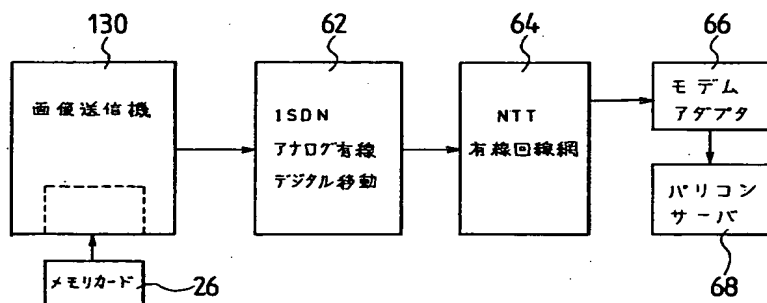 130
62
64
66
画像送信機
ISDN
アナログ有線
デジタル移動
NTT
有線回線網
モデム
アダプタ
パソコン
サーバ
メモリカード
26
68